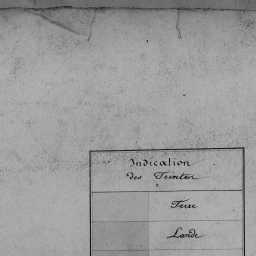 Indication
des Teintes
Terre
Lande